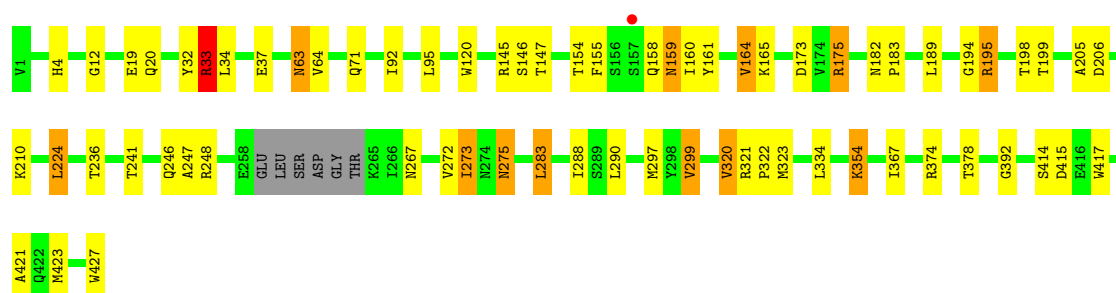 V1 H4 G12 E19 Q20 Y32 R33 L34 E37 N63 V64 Q71 I92 L95 W120 R145 S146 T147 T154 F155 S156 S157 Q158 N159 I160 Y161 V164 K165 D173 V174 R175 N182 P183 L189 G194 R195 T198 T199 A205 D206
K210 L224 T236 T241 Q246 A247 R248 E258 GLU LEU SER ASP GLY THR K265 I266 N267 V272 I273 N274 N275 L283 I288 S289 L290 M297 Y298 V299 V320 R321 P322 M323 L334 K354 I367 R374 T378 G392 S414 D415 E416 W417
A421 Q422 M423 W427